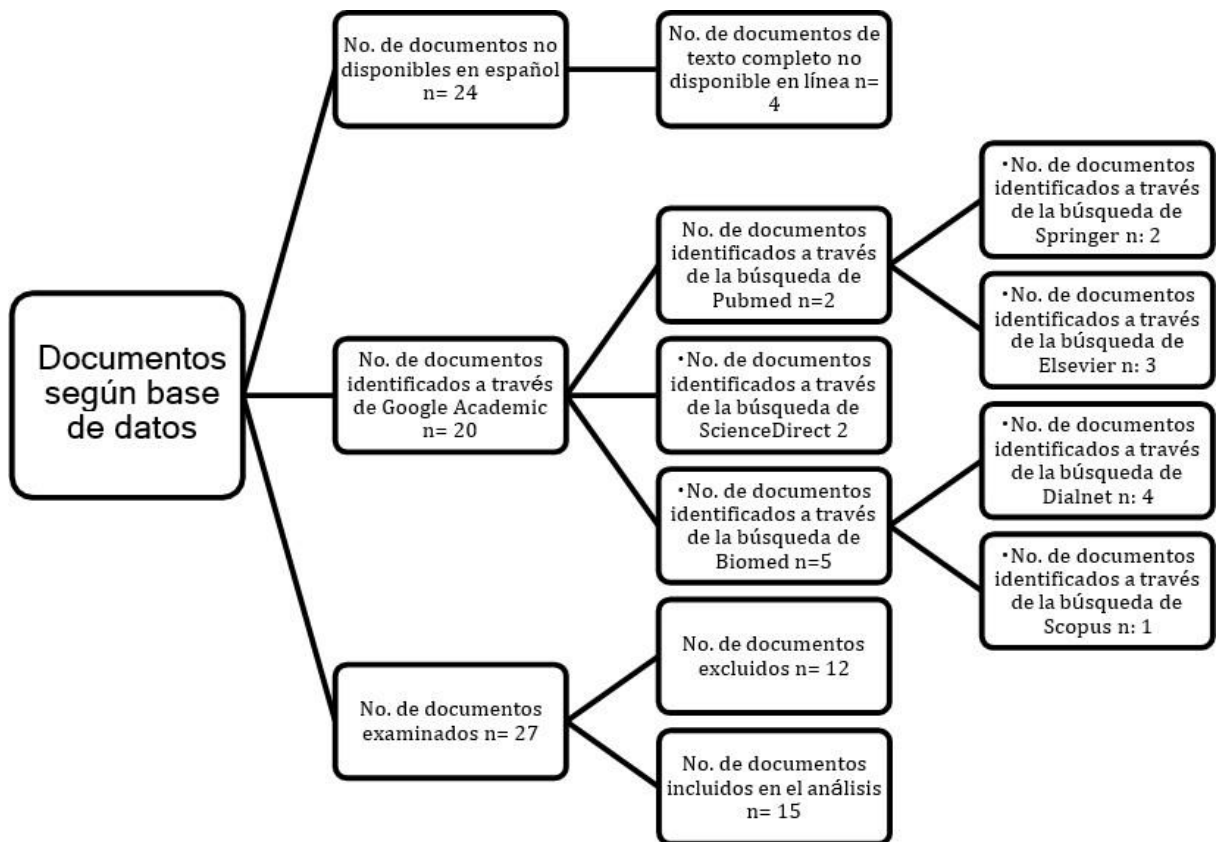 Documentos
según base
de datos
No. de documentos no
disponibles en español
n= 24
No. de documentos de
texto completo no
disponible en línea n=
4
No. de documentos
identificados a través
de Google Academic
n= 20
No. de documentos
identificados a través
de la búsqueda de
Pubmed n=2
•No. de documentos
identificados a través
de la búsqueda de
Springer n: 2
•No. de documentos
identificados a través
de la búsqueda de
Elsevier n: 3
•No. de documentos
identificados a través
de la búsqueda de
ScienceDirect 2
•No. de documentos
identificados a través
de la búsqueda de
Biomed n=5
•No. de documentos
identificados a través
de la búsqueda de
Dialnet n: 4
•No. de documentos
identificados a través
de la búsqueda de
Scopus n: 1
No. de documentos
examinados n= 27
No. de documentos
excluidos n= 12
No. de documentos
incluidos en el análisis
n= 15